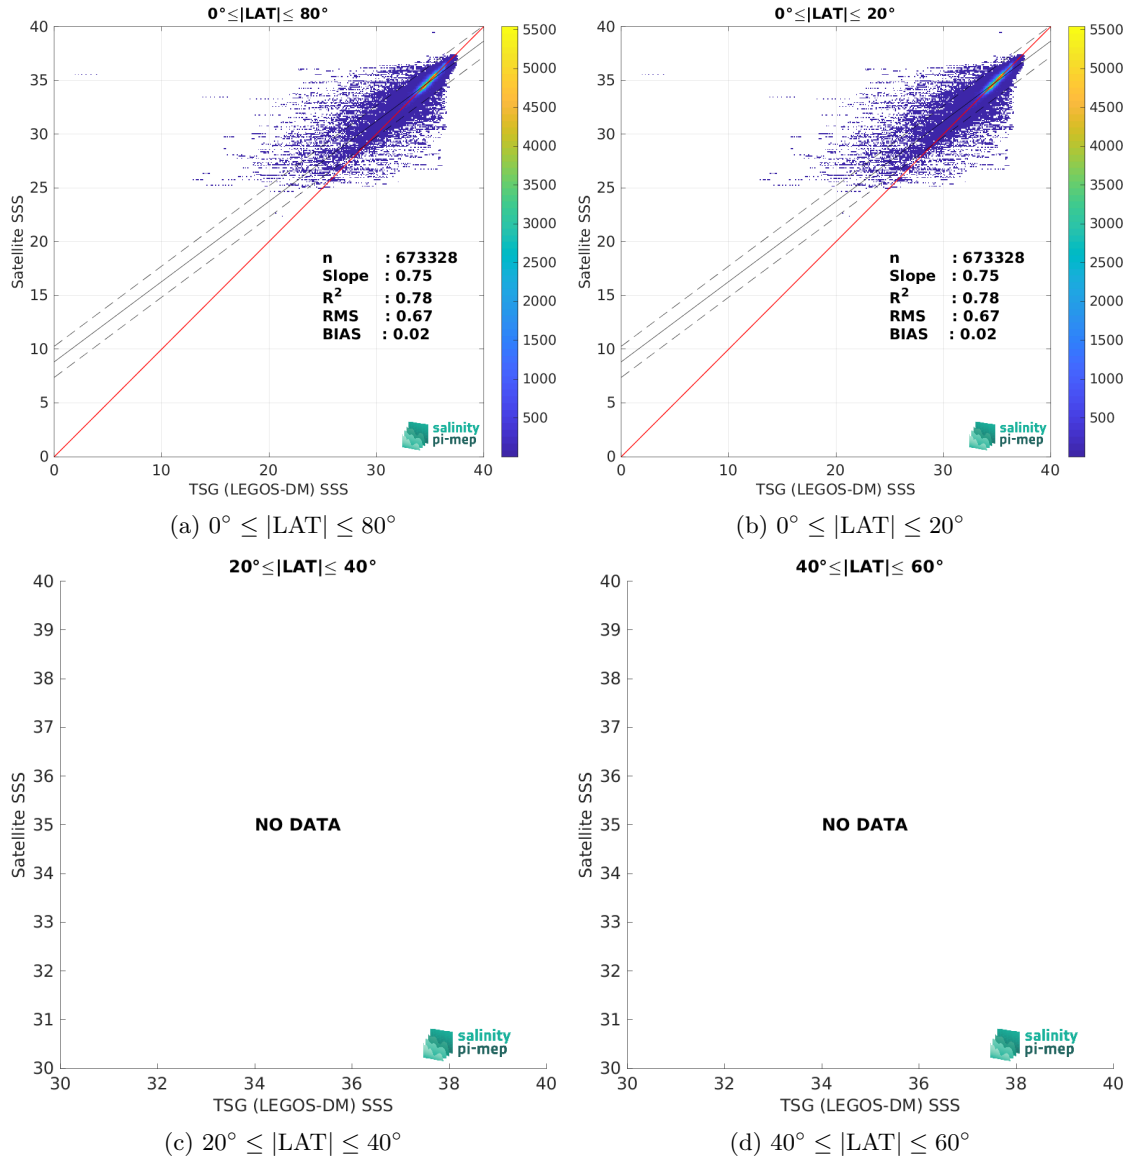 0°≤|LAT|≤ 80°
40
35
30
25
20
15
10
5
0
Satellite SSS
0
10
20
30
40
TSG (LEGOS-DM) SSS
n : 673328
Slope : 0.75
R² : 0.78
RMS : 0.67
BIAS : 0.02
salinity
pi-mep
5500
5000
4500
4000
3500
3000
2500
2000
1500
1000
500
(a) 0° ≤ |LAT| ≤ 80°
0°≤|LAT|≤ 20°
40
35
30
25
20
15
10
5
0
Satellite SSS
0
10
20
30
40
TSG (LEGOS-DM) SSS
n : 673328
Slope : 0.75
R² : 0.78
RMS : 0.67
BIAS : 0.02
salinity
pi-mep
5500
5000
4500
4000
3500
3000
2500
2000
1500
1000
500
(b) 0° ≤ |LAT| ≤ 20°
20°≤|LAT|≤ 40°
40
39
38
37
36
35
34
33
32
31
30
Satellite SSS
NO DATA
salinity
pi-mep
30
32
34
36
38
40
TSG (LEGOS-DM) SSS
(c) 20° ≤ |LAT| ≤ 40°
40°≤|LAT|≤ 60°
40
39
38
37
36
35
34
33
32
31
30
Satellite SSS
NO DATA
salinity
pi-mep
30
32
34
36
38
40
TSG (LEGOS-DM) SSS
(d) 40° ≤ |LAT| ≤ 60°